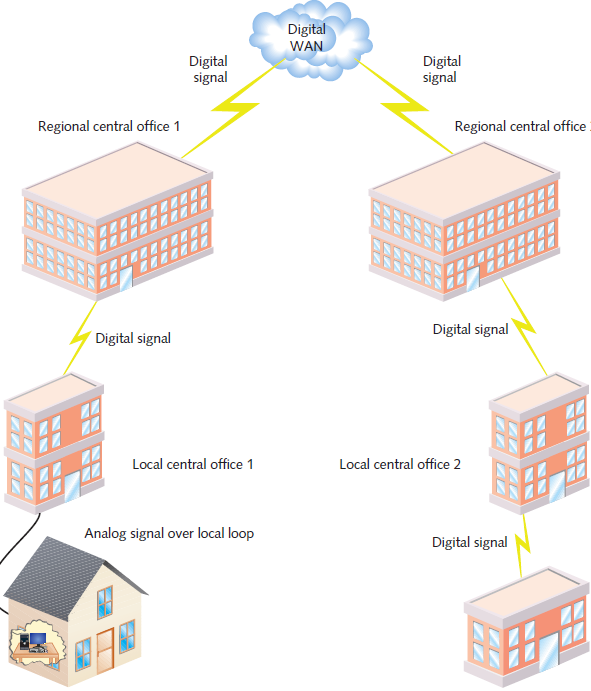 Digital
WAN
Digital
signal
Digital
signal
Regional central office 1
Regional central office
Digital signal
Digital signal
Local central office 1
Local central office 2
Analog signal over local loop
Digital signal